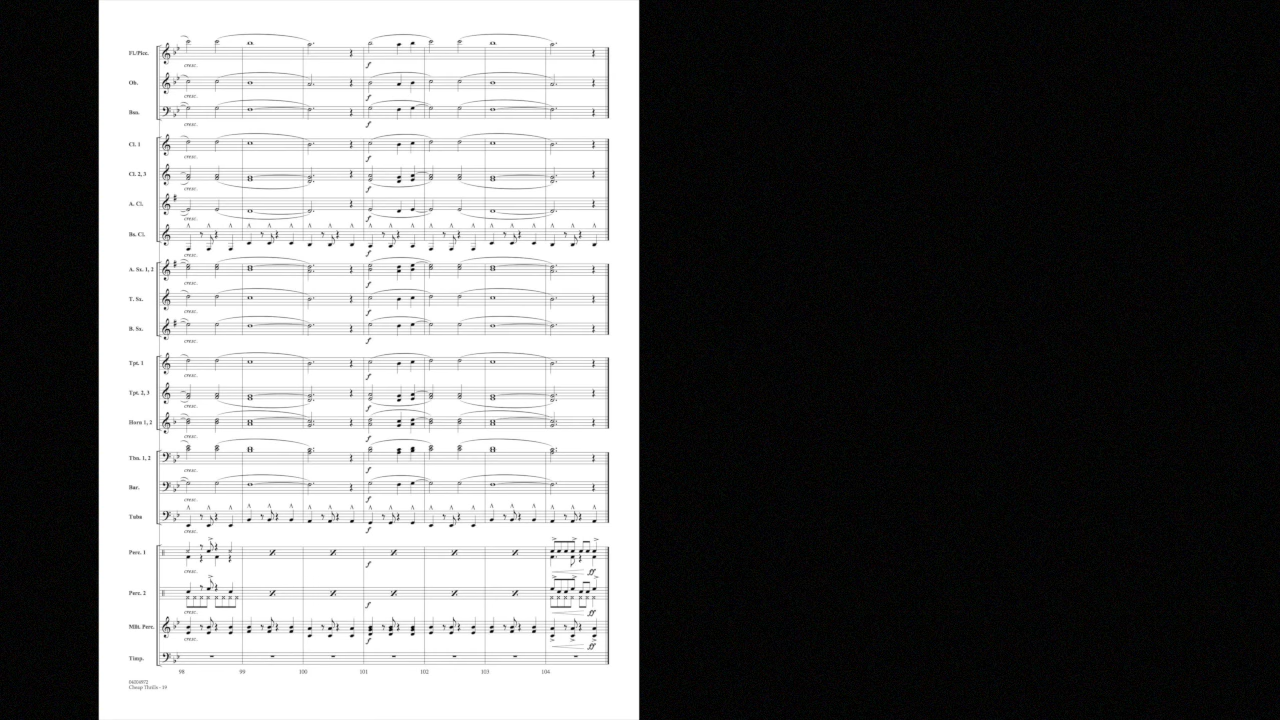 Fl./Picc.
cresc.
f
Ob.
cresc.
f
Bsn.
cresc.
f
Cl. 1
cresc.
f
Cl. 2, 3
cresc.
f
A. Cl.
cresc.
f
Bs. Cl.
cresc.
f
A. Sx. 1, 2
cresc.
f
T. Sx.
cresc.
f
B. Sx.
cresc.
f
Tpt. 1
cresc.
f
Tpt. 2, 3
cresc.
f
Horn 1, 2
cresc.
f
Tbn. 1, 2
cresc.
f
Bar.
cresc.
f
Tuba
cresc.
f
Perc. 1
cresc.
f
ff
Perc. 2
cresc.
f
ff
Mlt. Perc.
cresc.
f
ff
Timp.
98 99 100 101 102 103 104
04004972
Cheap Thrills - 19